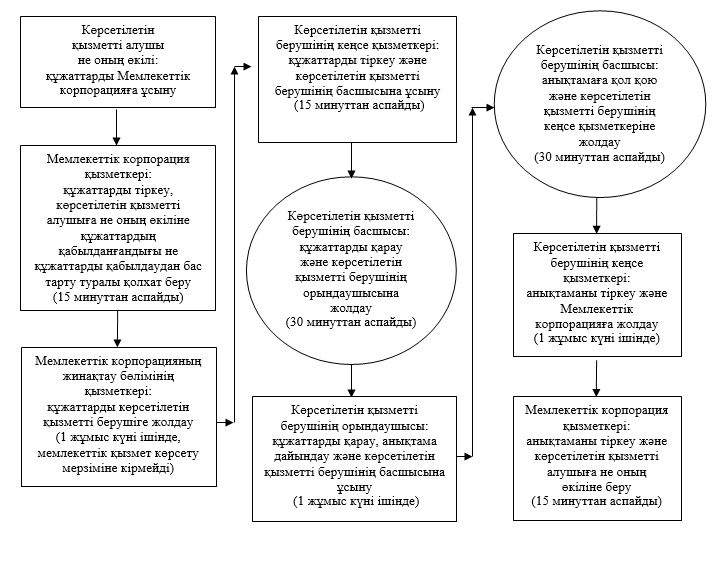 Көрсетілетін
қызметті алушы
не оның өкілі:
құжаттарды Мемлекеттік
корпорацияға ұсыну
Мемлекеттік корпорация
қызметкері:
құжаттарды тіркеу,
көрсетілетін қызметті
алушыға не оның өкіліне
құжаттардың
қабылданғандығы не
құжаттарды қабылдаудан бас
тарту туралы қолхат беру
(15 минуттан аспайды)
Мемлекеттік корпорацияның
жинақтау бөлімінің
қызметкері:
құжаттарды көрсетілетін
қызметті берушіге жолдау
(1 жұмыс күні ішінде,
мемлекеттік қызмет көрсету
мерзіміне кірмейді)
Көрсетілетін қызметті
берушінің кеңсе қызметкері:
құжаттарды тіркеу және
көрсетілетін қызметті
берушінің басшысына ұсыну
(15 минуттан аспайды)
Көрсетілетін қызметті
берушінің басшысы:
құжаттарды қарау
және көрсетілетін
қызметті берушінің
орындаушысына
жолдау
(30 минуттан аспайды)
Көрсетілетін қызметті
берушінің орындаушысы:
құжаттарды қарау, анықтама
дайындау және көрсетілетін
қызметті берушінің басшысына
ұсыну
(1 жұмыс күні ішінде)
Көрсетілетін қызметті
берушінің басшысы:
анықтамаға қол қою
және көрсетілетін
қызметті берушінің
кеңсе қызметкеріне
жолдау
(30 минуттан аспайды)
Көрсетілетін қызметті
берушінің кеңсе
қызметкері:
анықтаманы тіркеу және
Мемлекеттік
корпорацияға жолдау
(1 жұмыс күні ішінде)
Мемлекеттік корпорация
қызметкері:
анықтаманы тіркеу және
көрсетілетін қызметті
алушыға не оның
өкіліне беру
(15 минуттан аспайды)